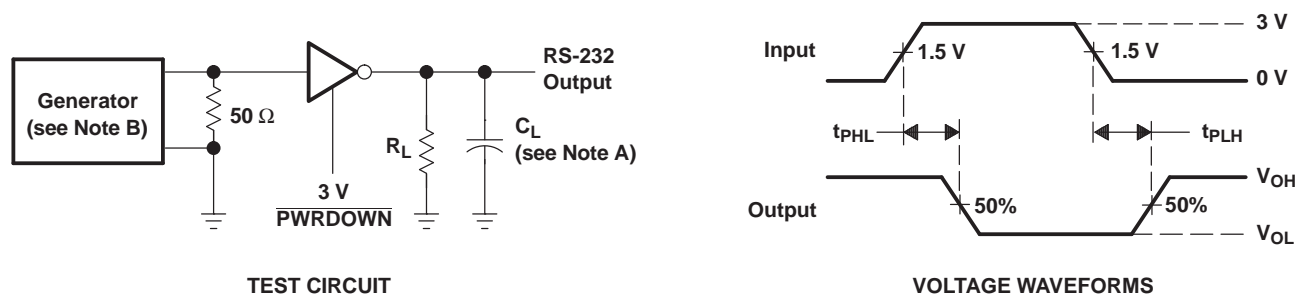 Generator
(see Note B)
50 Ω
3 V
PWRDOWN
R_L
C_L
(see Note A)
RS-232
Output
TEST CIRCUIT
Input
1.5 V
1.5 V
3 V
0 V
t_PHL
t_PLH
Output
50%
50%
V_OH
V_OL
VOLTAGE WAVEFORMS